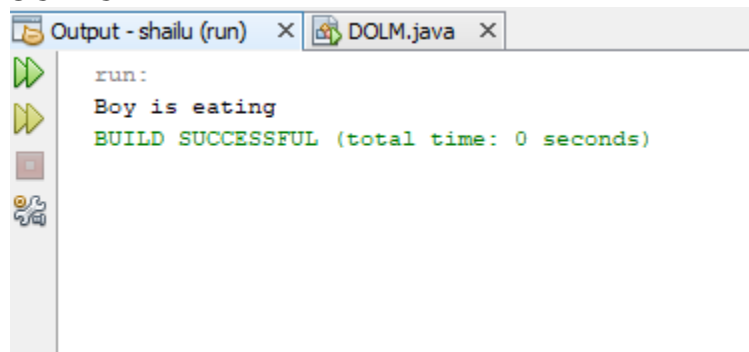 Output - shailu (run)
DOLM.java
run:
Boy is eating
BUILD SUCCESSFUL (total time: 0 seconds)